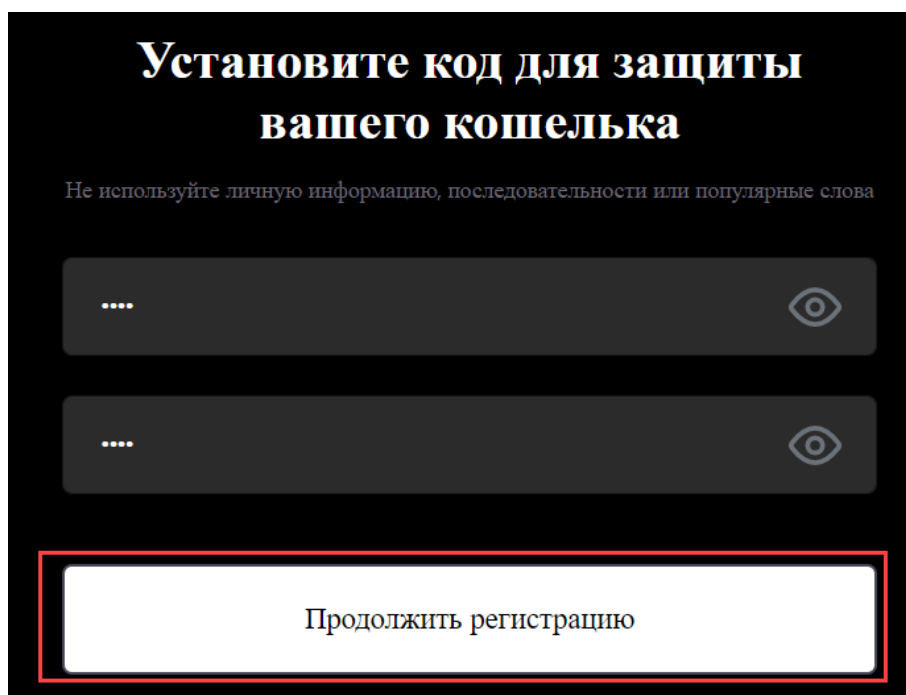 Установите код для защиты
вашего кошелька
Не используйте личную информацию, последовательности или популярные слова
••••
••••
Продолжить регистрацию